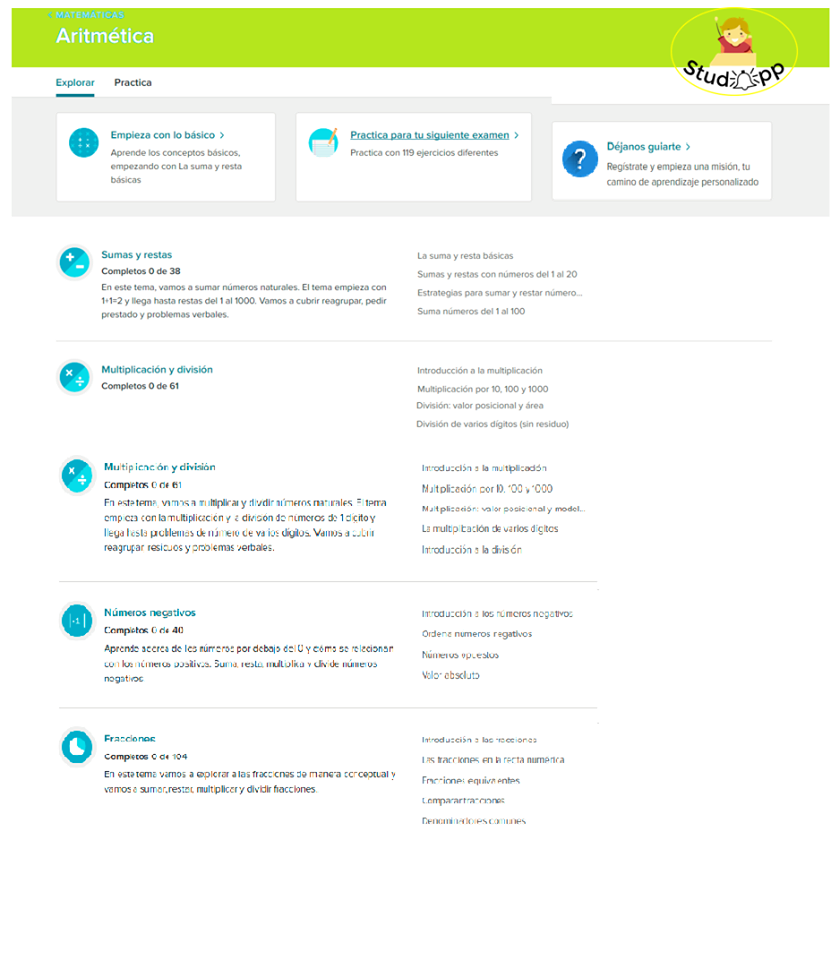 < MATEMÁTICAS
Aritmética
Stud App
Explorar Practica
Empieza con lo básico >
Aprende los conceptos básicos,
empezando con La suma y resta
básicas
Practica para tu siguiente examen >
Practica con 119 ejercicios diferentes
Déjanos guiarte >
Regístrate y empieza una misión, tu
camino de aprendizaje personalizado
Sumas y restas
Completos 0 de 38
En este tema, vamos a sumar números naturales. El tema empieza con
1+1=2 y llega hasta restas del 1 al 1000. Vamos a cubrir reagrupar, pedir
prestado y problemas verbales.
La suma y resta básicas
Sumas y restas con números del 1 al 20
Estrategias para sumar y restar número...
Suma números del 1 al 100
Multiplicación y división
Completos 0 de 61
Introducción a la multiplicación
Multiplicación por 10, 100 y 1000
División: valor posicional y área
División de varios dígitos (sin residuo)
Multiplicación y división
Completos 0 de 61
En este tema, vamos a multiplicar y dividir números naturales. El tema
empieza con la multiplicación y la división de números de 1 dígito y
llega hasta problemas de número de varios dígitos. Vamos a cubrir
reagrupar, residuos y problemas verbales.
Introducción a la multiplicación
Multiplicación por 10, 100 y 1000
Multiplicación: valor posicional y model...
La multiplicación de varios dígitos
Introducción a la división
Números negativos
Completos 0 de 40
Aprende acerca de los números por debajo del 0 y cómo se relacionan
con los números positivos. Suma, resta, multiplica y divide números
negativos
Introducción a los números negativos
Ordena números negativos
Números opuestos
Valor absoluto
Fracciones
Completos 0 de 104
En este tema vamos a explorar a las fracciones de manera conceptual y
vamos a sumar, restar, multiplicar y dividir fracciones.
Introducción a las fracciones
Las fracciones en la recta numérica
Fracciones equivalentes
Comparar fracciones
Denominadores comunes